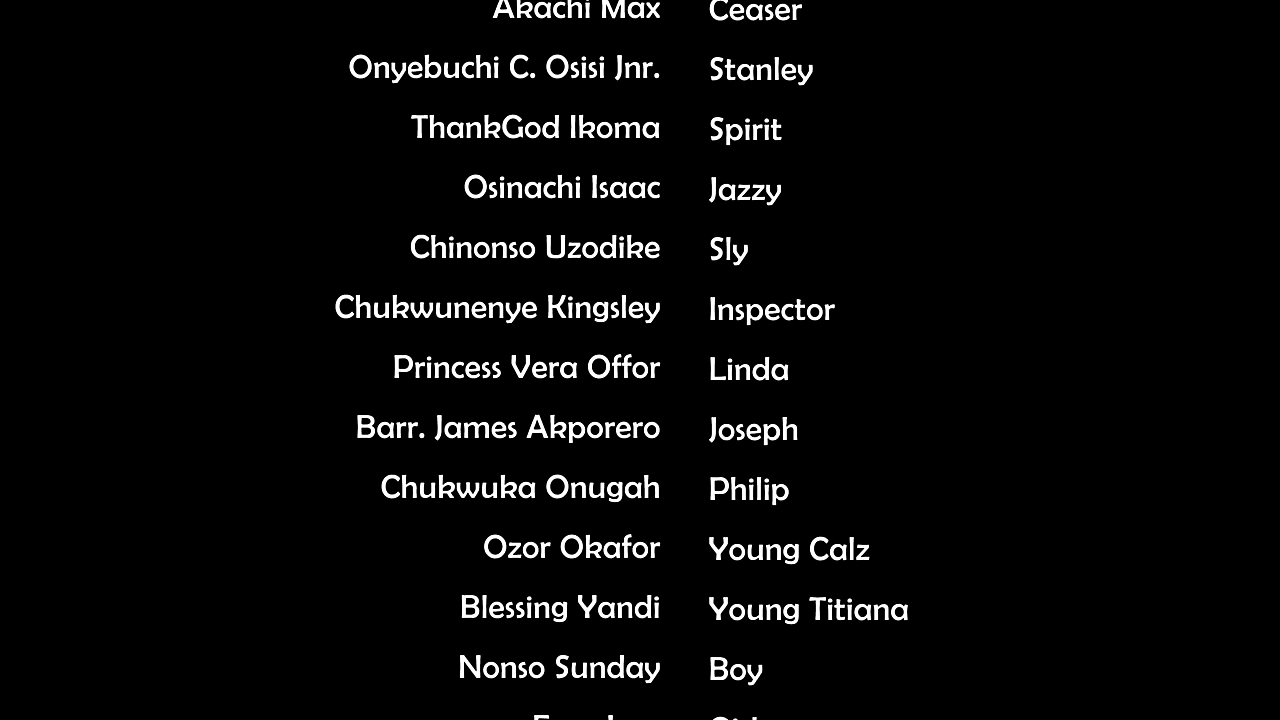 Akachi Max Ceaser
Onyebuchi C. Osisi Jnr. Stanley
ThankGod Ikoma Spirit
Osinachi Isaac Jazzy
Chinonso Uzodike Sly
Chukwunenye Kingsley Inspector
Princess Vera Offor Linda
Barr. James Akporero Joseph
Chukwuka Onugah Philip
Ozor Okafor Young Calz
Blessing Yandi Young Titiana
Nonso Sunday Boy